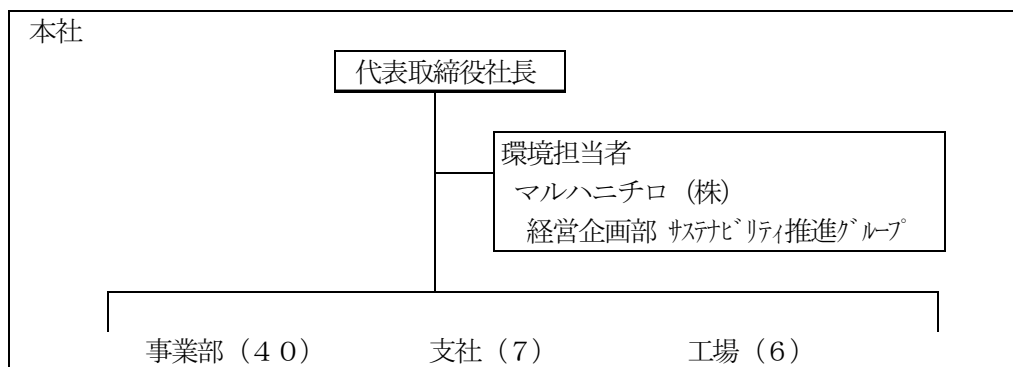 本社
代表取締役社長
環境担当者
マルハニチロ（株）
経営企画部 ｻｽﾃﾅﾋﾞﾘﾃｨ推進ｸﾞﾙｰﾌﾟ
事業部（４０） 支社（７） 工場（６）